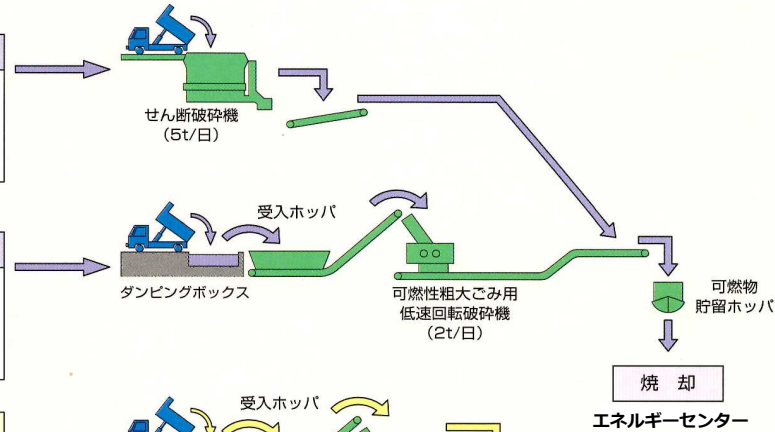 せん断破砕機
（5t/日）
受入ホッパ
ダンピングボックス
可燃性粗大ごみ用
低速回転破砕機
（2t/日）
可燃物
貯留ホッパ
焼 却
エネルギーセンター
受入ホッパ